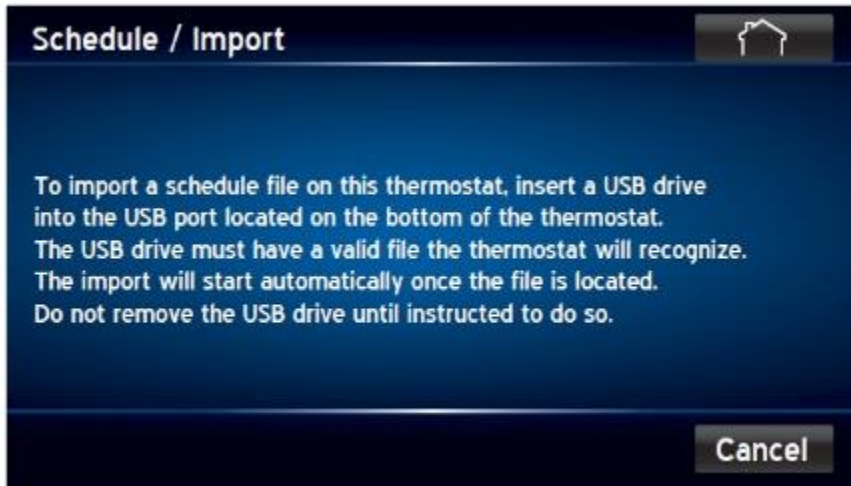 Schedule / Import
To import a schedule file on this thermostat, insert a USB drive
into the USB port located on the bottom of the thermostat.
The USB drive must have a valid file the thermostat will recognize.
The import will start automatically once the file is located.
Do not remove the USB drive until instructed to do so.
Cancel